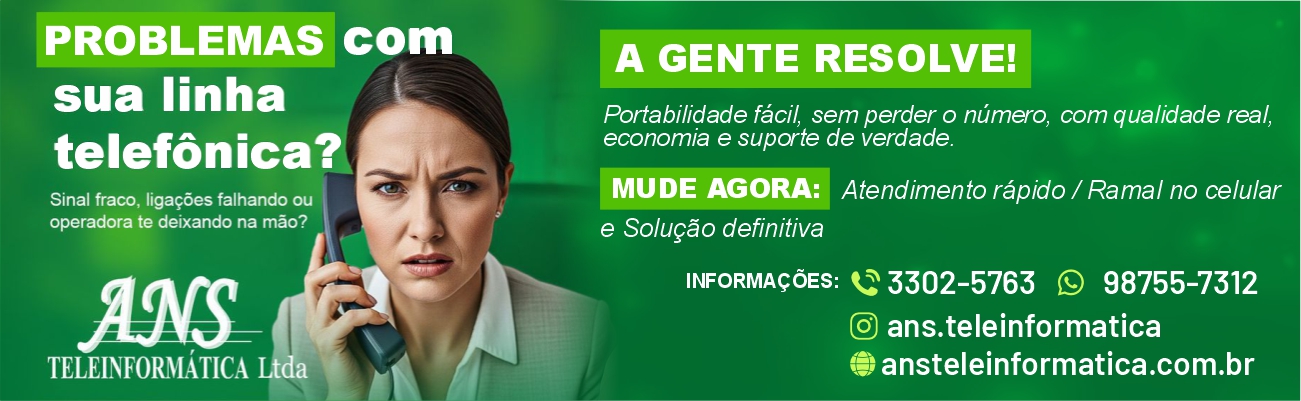 PROBLEMAS com
sua linha
telefônica?
Sinal fraco, ligações falhando ou
operadora te deixando na mão?
ANS
TELEINFORMÁTICA Ltda
A GENTE RESOLVE!
Portabilidade fácil, sem perder o número, com qualidade real,
economia e suporte de verdade.
MUDE AGORA: Atendimento rápido / Ramal no celular
e Solução definitiva
INFORMAÇÕES: 3302-5763 98755-7312
ans.teleinformatica
ansteleinformatica.com.br